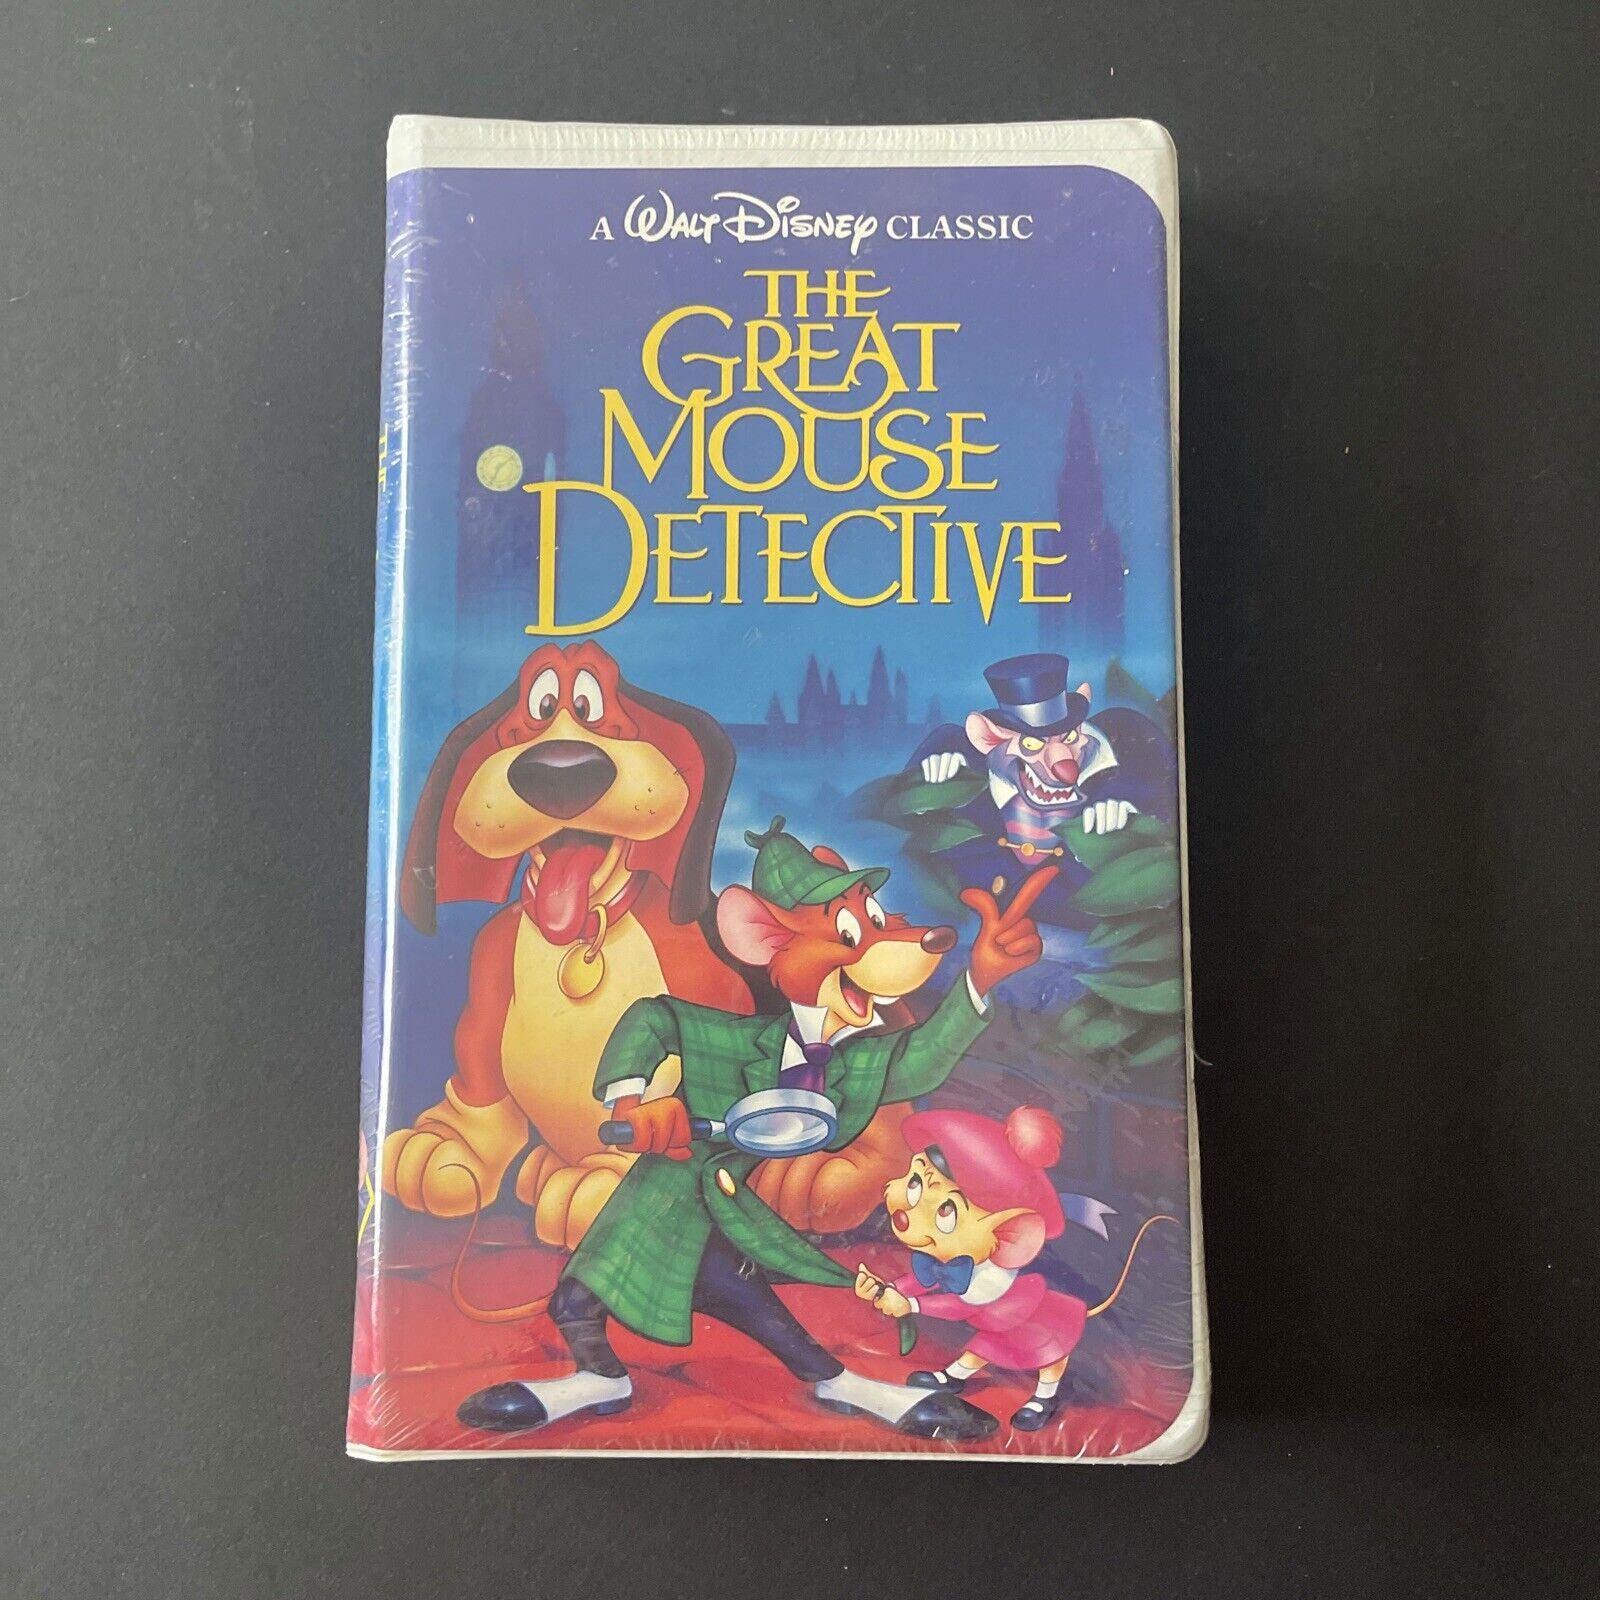 A WALT DISNEY CLASSIC
THE
GREAT
MOUSE
DETECTIVE